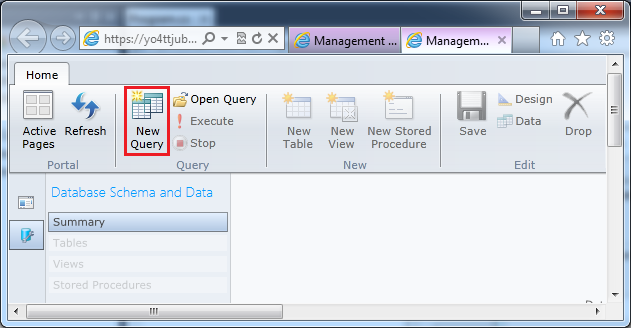 https://yo4ttjub...
Management ...
Managem...
Home
Active Pages
Refresh
New Query
Open Query
Execute
Stop
New Table
New View
New Stored Procedure
Save
Design
Data
Drop
Portal
Query
New
Edit
Database Schema and Data
Summary
Tables
Views
Stored Procedures